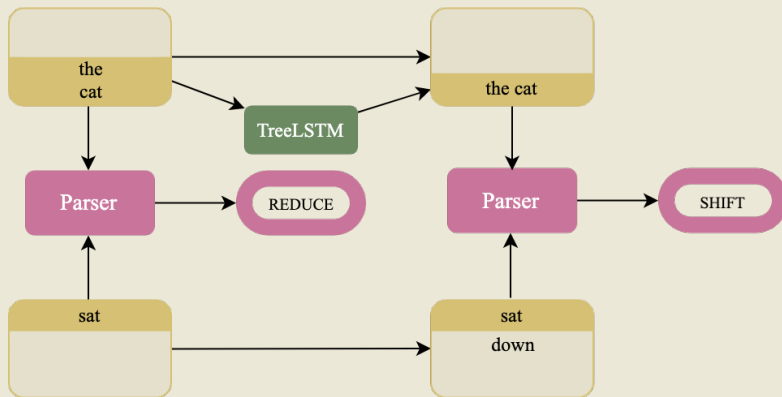 the
cat
the cat
TreeLSTM
Parser
REDUCE
Parser
SHIFT
sat
sat
down